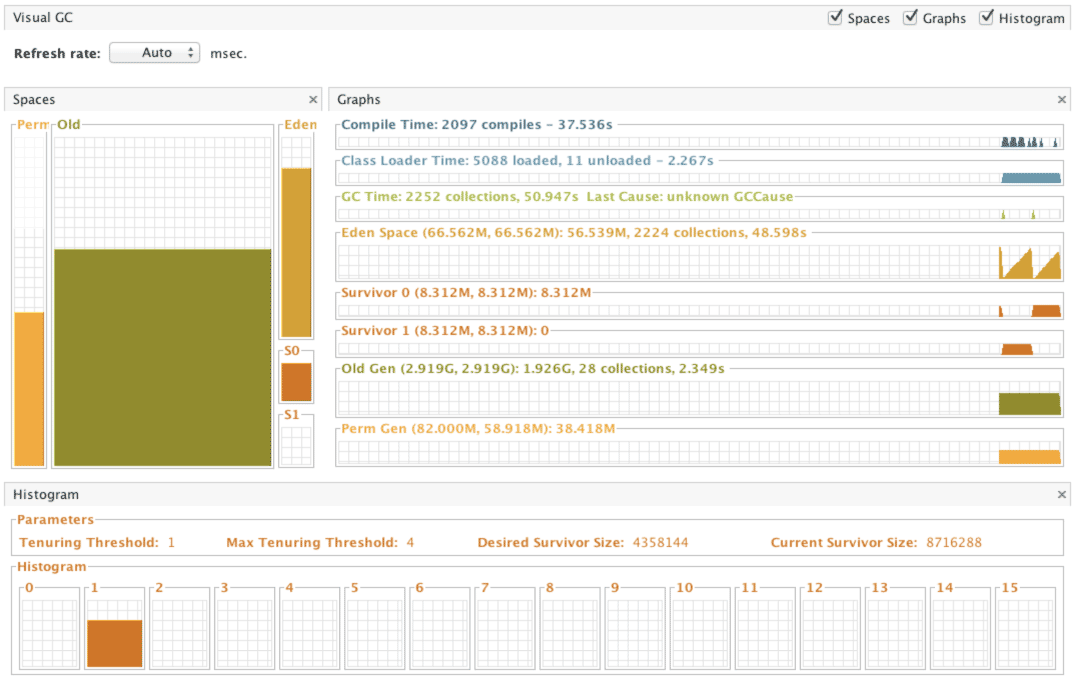 Visual GC
Spaces Graphs Histogram
Refresh rate: Auto msec.
Spaces
Graphs
Perm Old Eden
S0
S1
Compile Time: 2097 compiles - 37.536s
Class Loader Time: 5088 loaded, 11 unloaded - 2.267s
GC Time: 2252 collections, 50.947s Last Cause: unknown GCCause
Eden Space (66.562M, 66.562M): 56.539M, 2224 collections, 48.598s
Survivor 0 (8.312M, 8.312M): 8.312M
Survivor 1 (8.312M, 8.312M): 0
Old Gen (2.919G, 2.919G): 1.926G, 28 collections, 2.349s
Perm Gen (82.000M, 58.918M): 38.418M
Histogram
Parameters
Tenuring Threshold: 1 Max Tenuring Threshold: 4 Desired Survivor Size: 4358144 Current Survivor Size: 8716288
Histogram
0 1 2 3 4 5 6 7 8 9 10 11 12 13 14 15